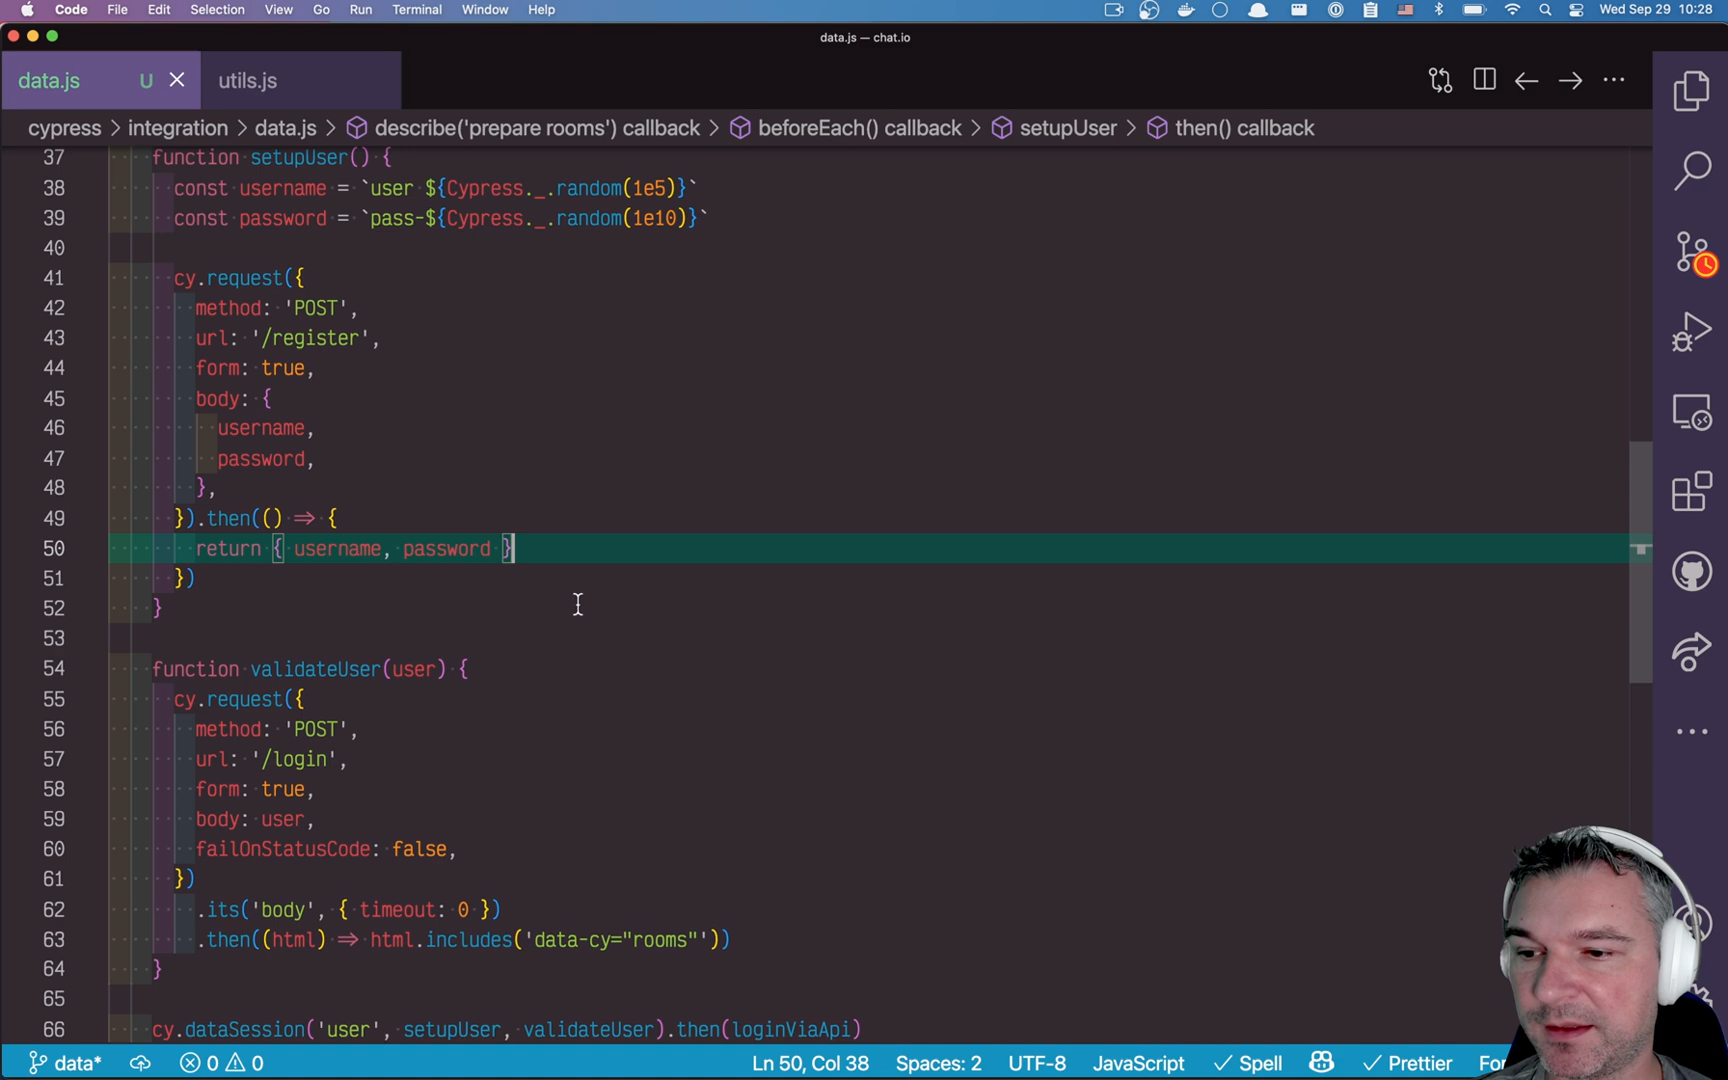 Code File Edit Selection View Go Run Terminal Window Help Wed Sep 29 10:28
data.js — chat.io
data.js U utils.js
cypress > integration > data.js > describe('prepare rooms') callback > beforeEach() callback > setupUser > then() callback
37 function setupUser() {
38 const username = `user ${Cypress._.random(1e5)}`
39 const password = `pass-${Cypress._.random(1e10)}`
40
41 cy.request({
42 method: 'POST',
43 url: '/register',
44 form: true,
45 body: {
46 username,
47 password,
48 },
49 }).then(() => {
50 return { username, password }
51 })
52 }
53
54 function validateUser(user) {
55 cy.request({
56 method: 'POST',
57 url: '/login',
58 form: true,
59 body: user,
60 failOnStatusCode: false,
61 })
62 .its('body', { timeout: 0 })
63 .then((html) => html.includes('data-cy="rooms"'))
64 }
65
66 cy.dataSession('user', setupUser, validateUser).then(loginViaApi)
data* 0 0 Ln 50, Col 38 Spaces: 2 UTF-8 JavaScript Spell Prettier